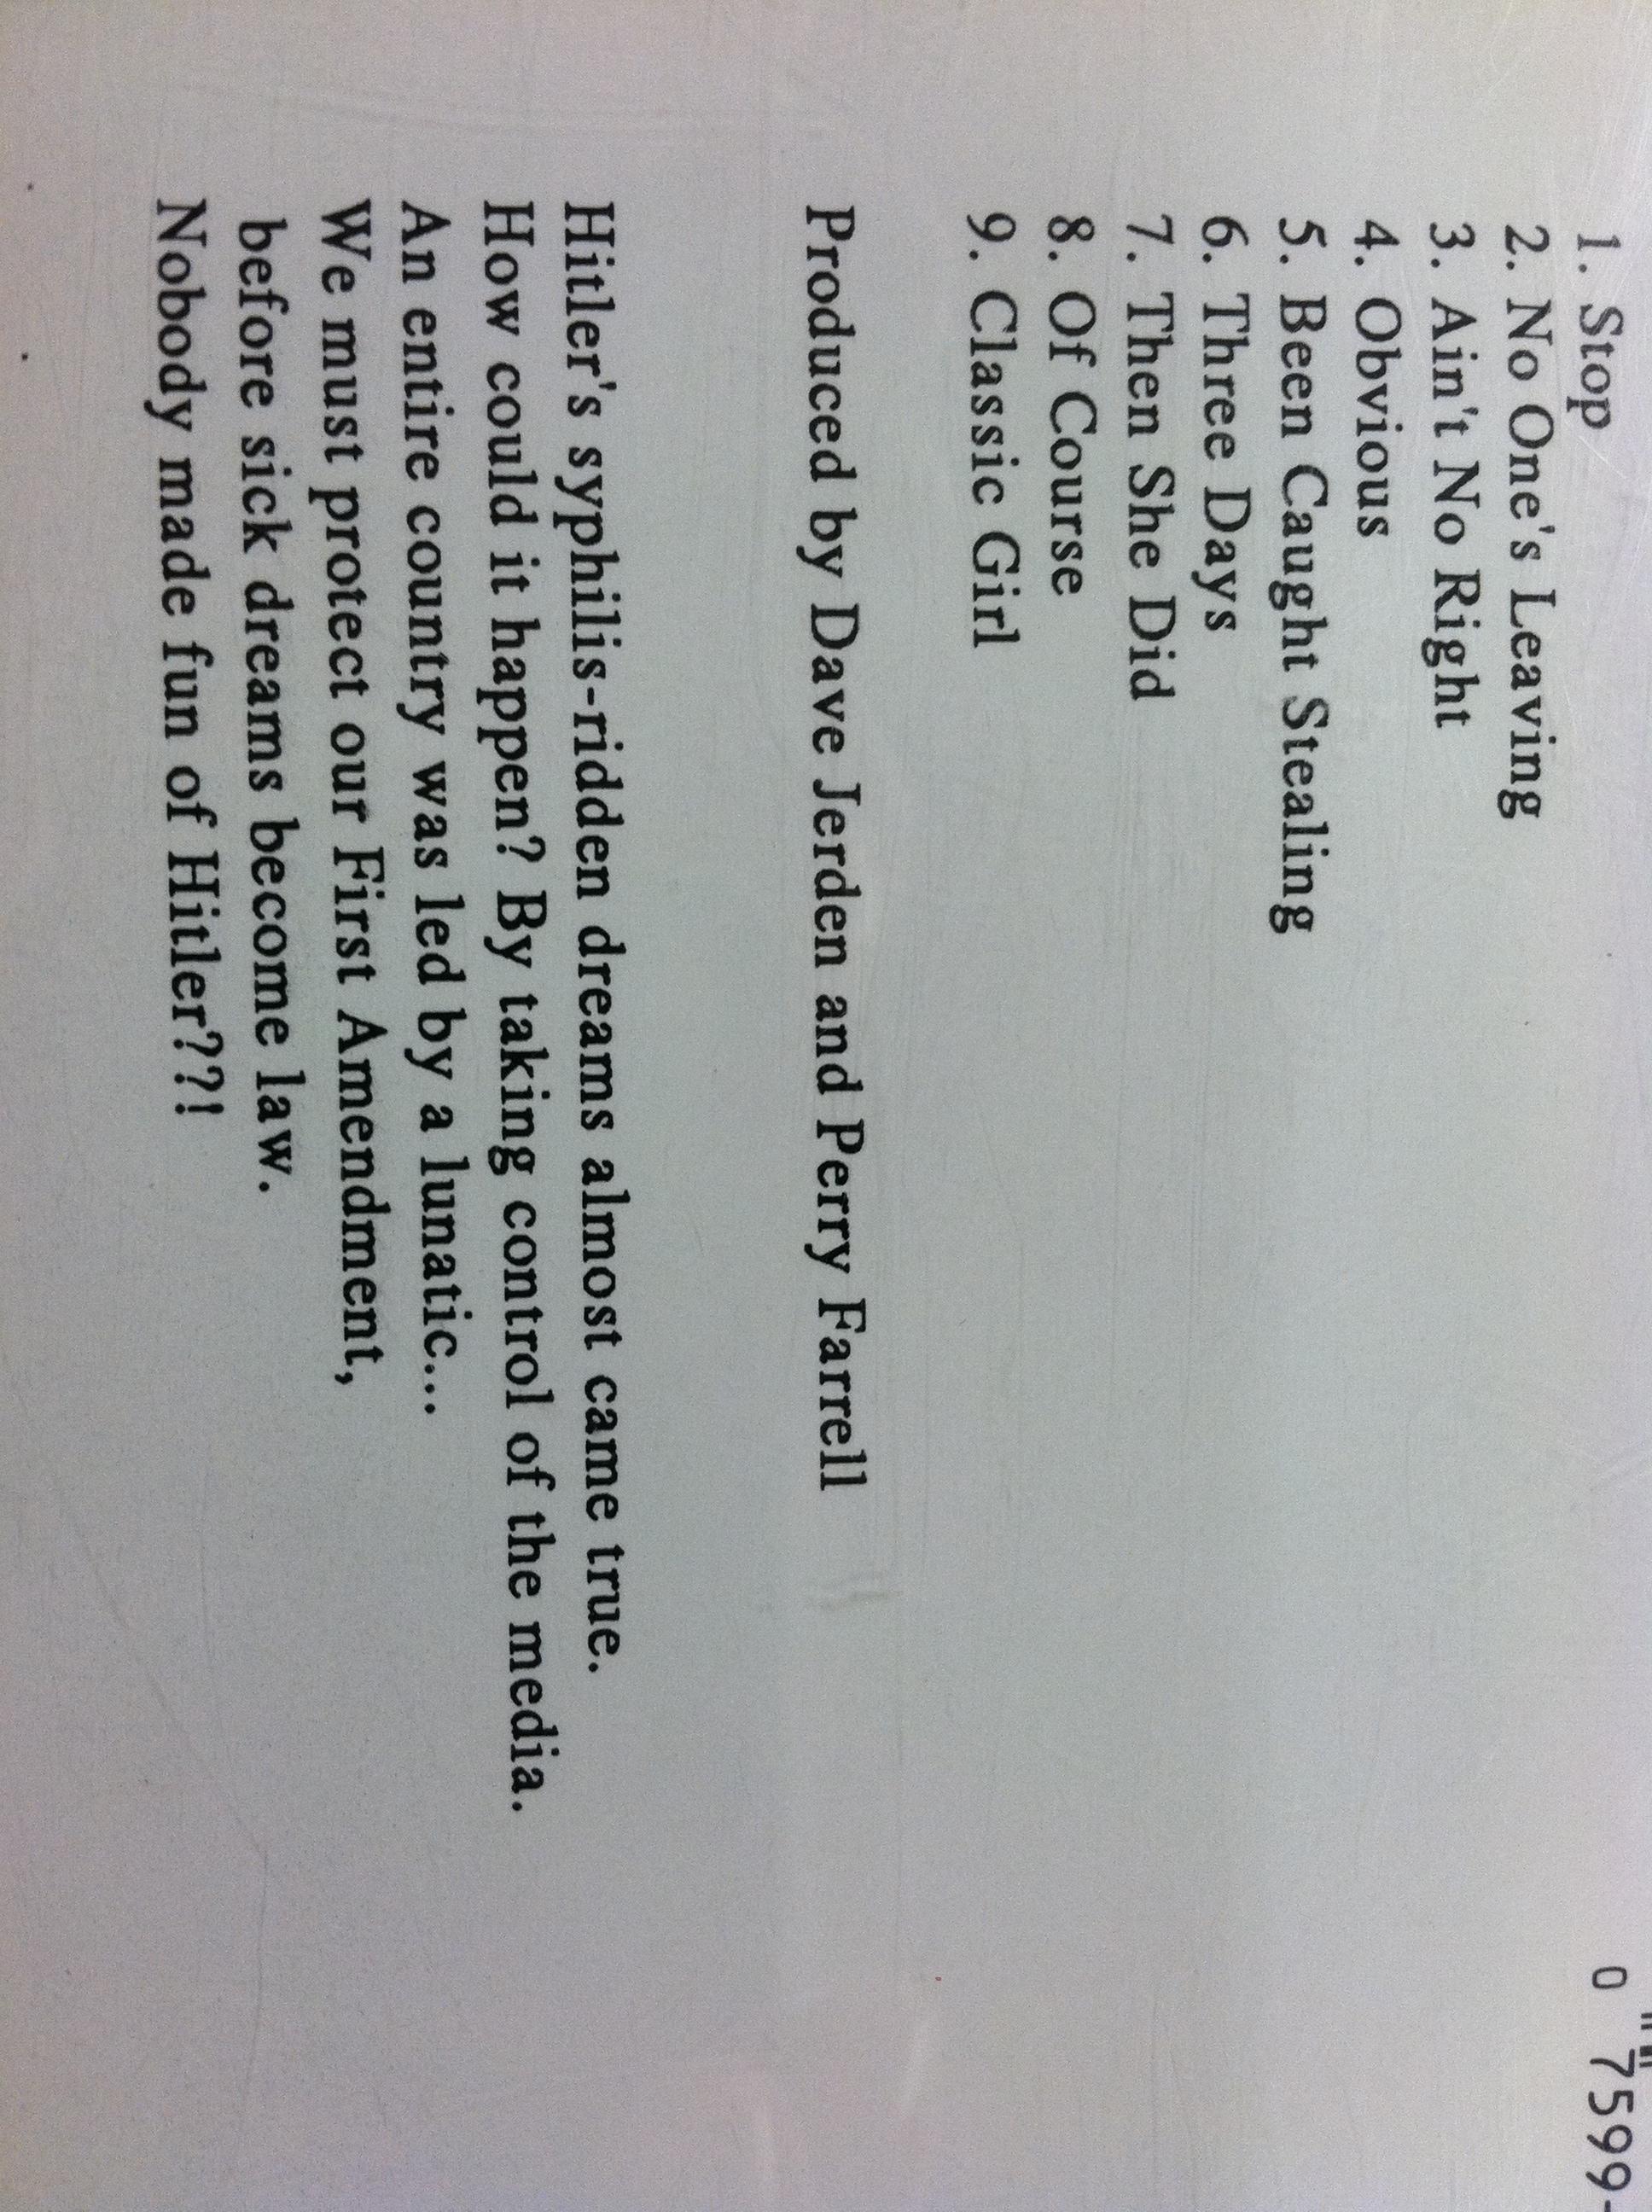 0 7599-
1. Stop
2. No One's Leaving
3. Ain't No Right
4. Obvious
5. Been Caught Stealing
6. Three Days
7. Then She Did
8. Of Course
9. Classic Girl
Produced by Dave Jerden and Perry Farrell
Hitler's syphilis-ridden dreams almost came true.
How could it happen? By taking control of the media.
An entire country was led by a lunatic...
We must protect our First Amendment,
before sick dreams become law.
Nobody made fun of Hitler??!